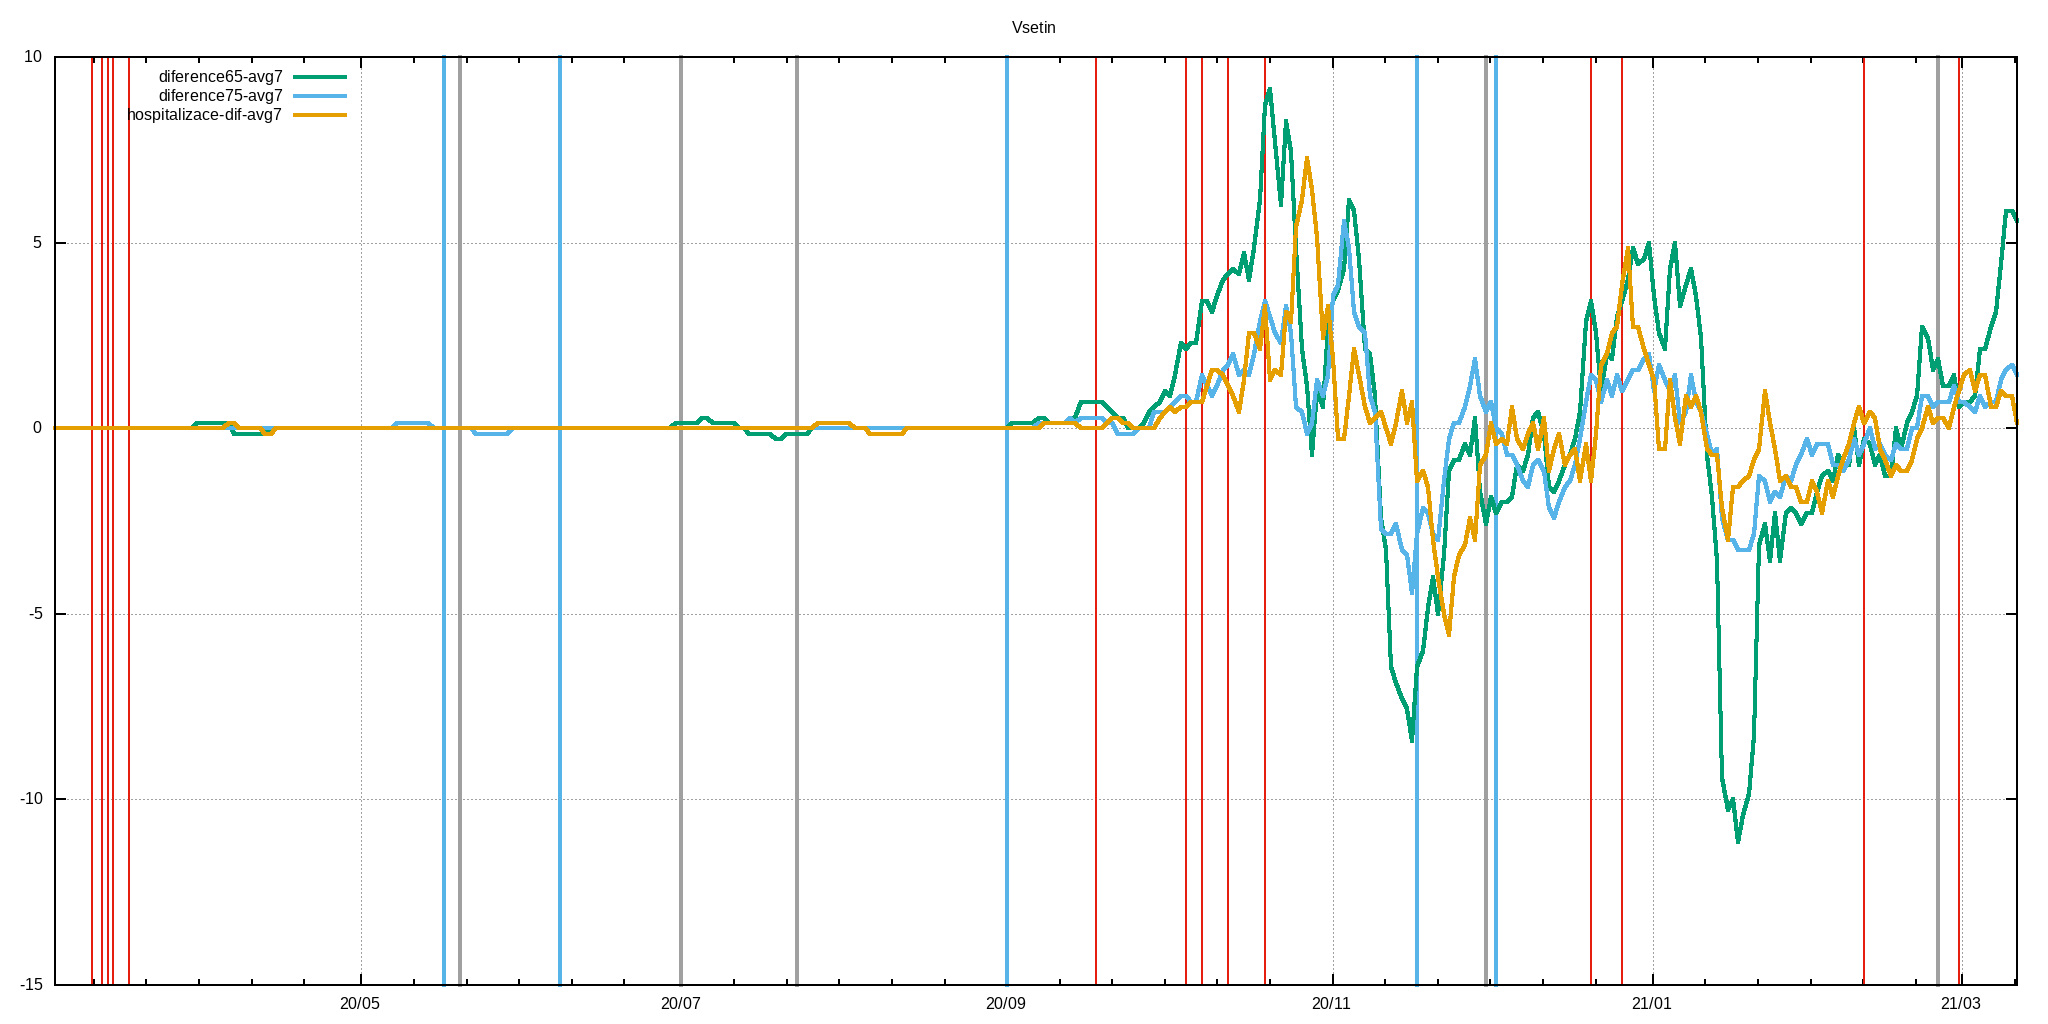 Vsetin
10
diference65-avg7
diference75-avg7
hospitalizace-dif-avg7
5
0
-5
-10
-15
20/05 20/07 20/09 20/11 21/01 21/03